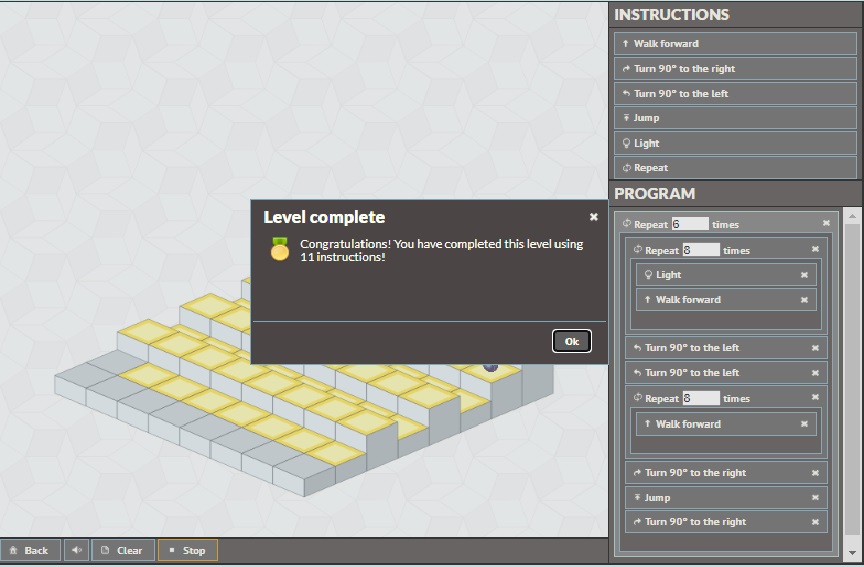 INSTRUCTIONS
Walk forward
Turn 90° to the right
Turn 90° to the left
Jump
Light
Repeat
PROGRAM
Repeat 6 times
Repeat 8 times
Light
Walk forward
Turn 90° to the left
Turn 90° to the left
Repeat 8 times
Walk forward
Turn 90° to the right
Jump
Turn 90° to the right
Level complete
Congratulations! You have completed this level using
11 instructions!
Ok
Back
Clear
Stop